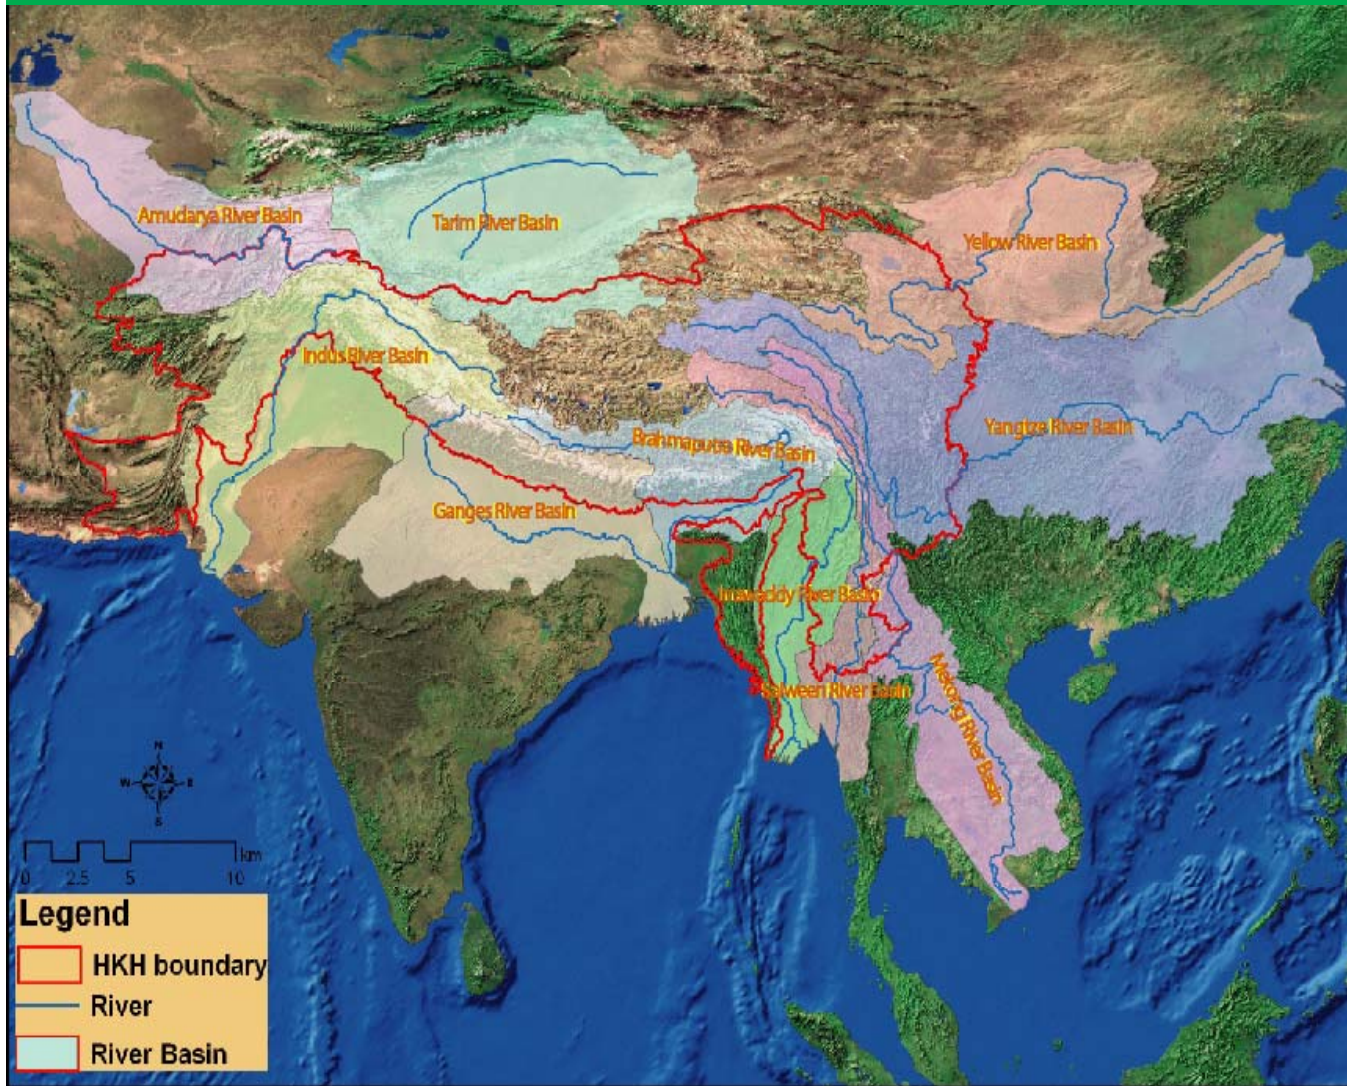 Amudarya River Basin
Tarim River Basin
Yellow River Basin
Indus River Basin
Yangtze River Basin
Brahmaputra River Basin
Ganges River Basin
Irrawaddy River Basin
Salween River Basin
Mekong River Basin
N
W E
S
km
0 2.5 5 10
Legend
HKH boundary
River
River Basin